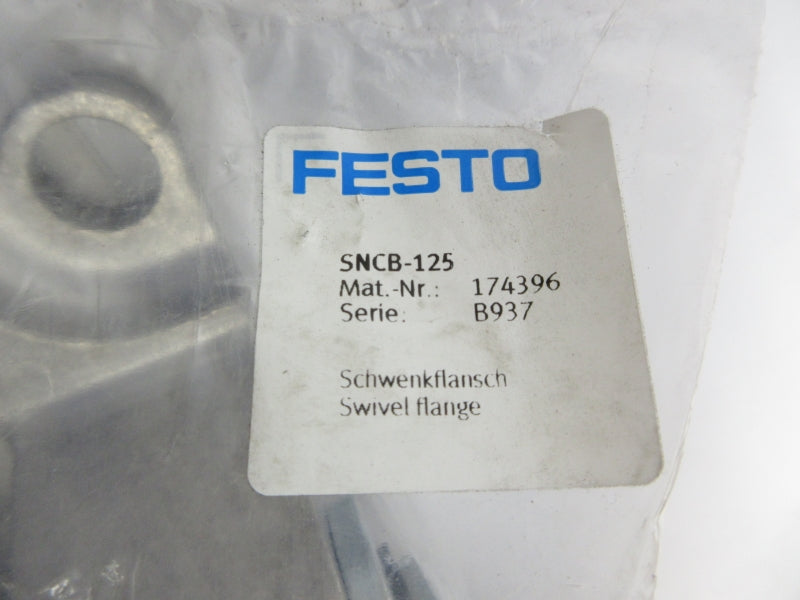 FESTO
SNCB-125
Mat.-Nr.: 174396
Serie: B937
Schwenkflansch
Swivel flange